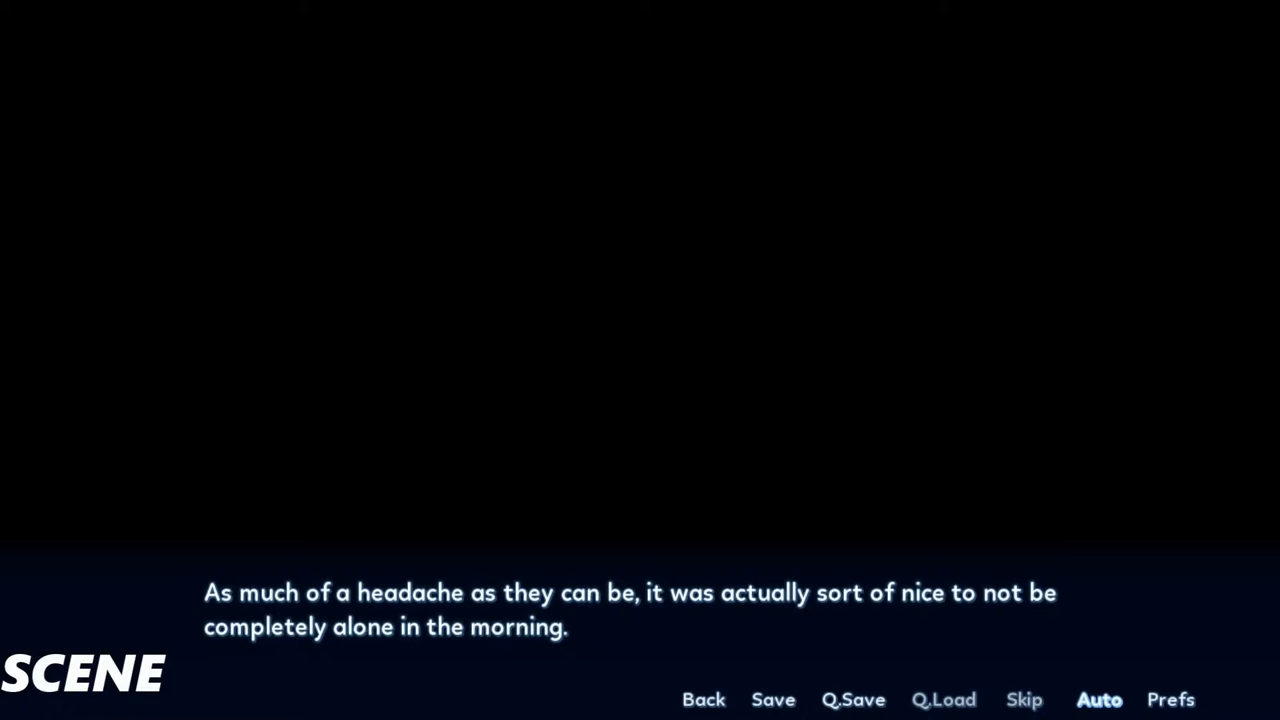 As much of a headache as they can be, it was actually sort of nice to not be
completely alone in the morning.
SCENE
Back Save Q.Save Q.Load Skip Auto Prefs